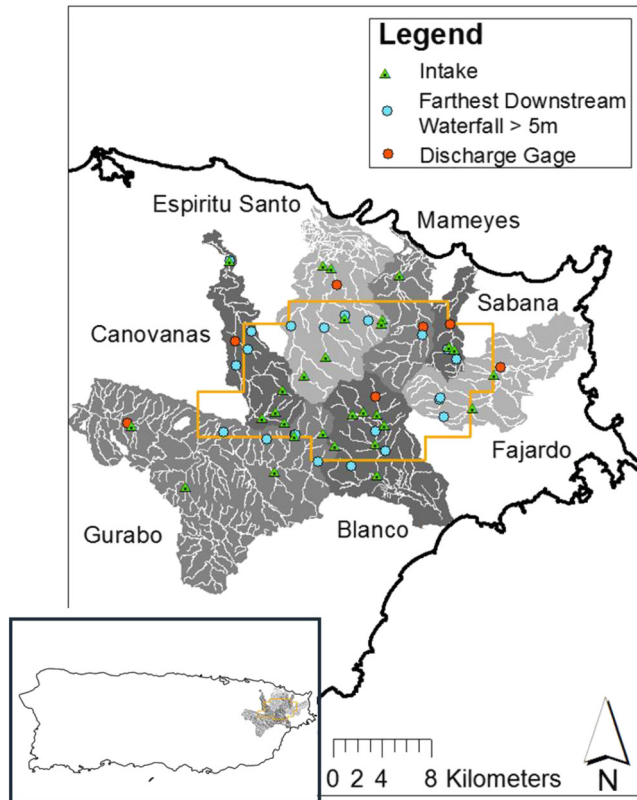 Legend
Intake
Farthest Downstream
Waterfall > 5m
Discharge Gage
Espiritu Santo
Mameyes
Sabana
Canovanas
Fajardo
Gurabo
Blanco
0 2 4 8 Kilometers
N